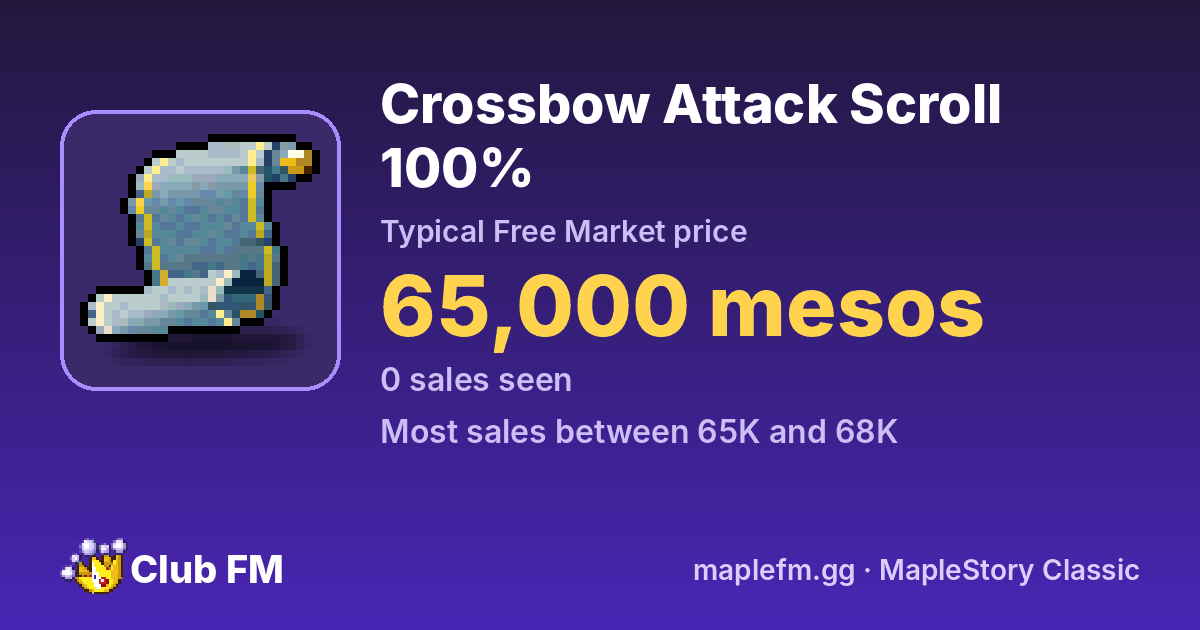 Crossbow Attack Scroll
100%
Typical Free Market price
65,000 mesos
0 sales seen
Most sales between 65K and 68K
Club FM
maplefm.gg · MapleStory Classic